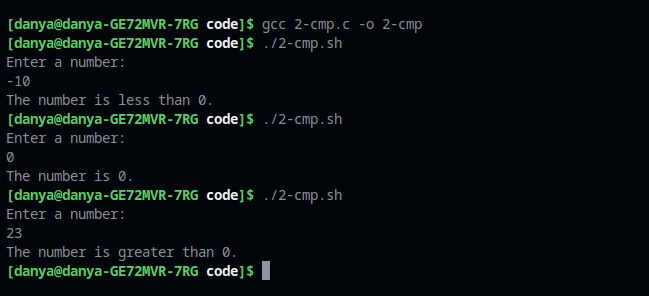 [danya@danya-GE72MVR-7RG code]$ gcc 2-cmp.c -o 2-cmp
[danya@danya-GE72MVR-7RG code]$ ./2-cmp.sh
Enter a number:
-10
The number is less than 0.
[danya@danya-GE72MVR-7RG code]$ ./2-cmp.sh
Enter a number:
0
The number is 0.
[danya@danya-GE72MVR-7RG code]$ ./2-cmp.sh
Enter a number:
23
The number is greater than 0.
[danya@danya-GE72MVR-7RG code]$